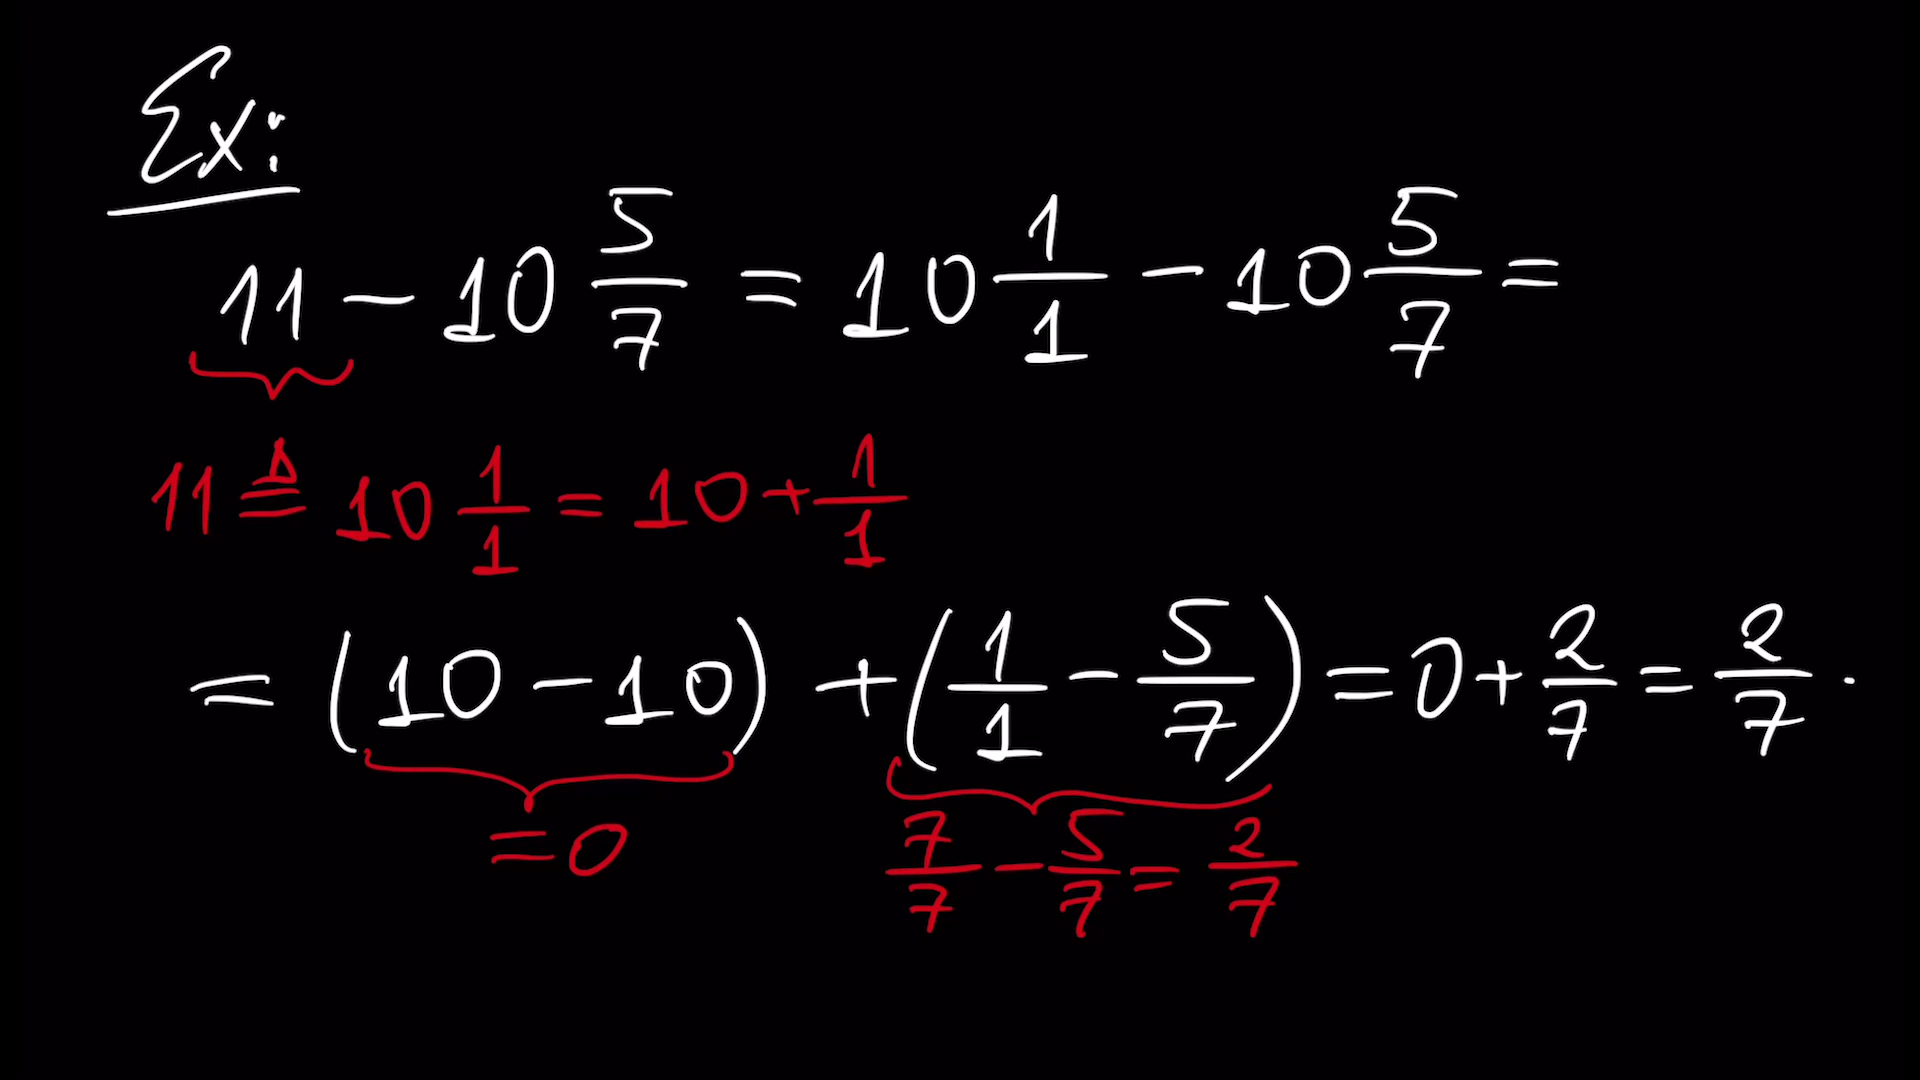 Ex:
11 - 10 5/7 = 10 1/1 - 10 5/7 =
11 ≜ 10 1/1 = 10 + 1/1
= (10 - 10) + (1/1 - 5/7) = 0 + 2/7 = 2/7 .
= 0
7/7 - 5/7 = 2/7